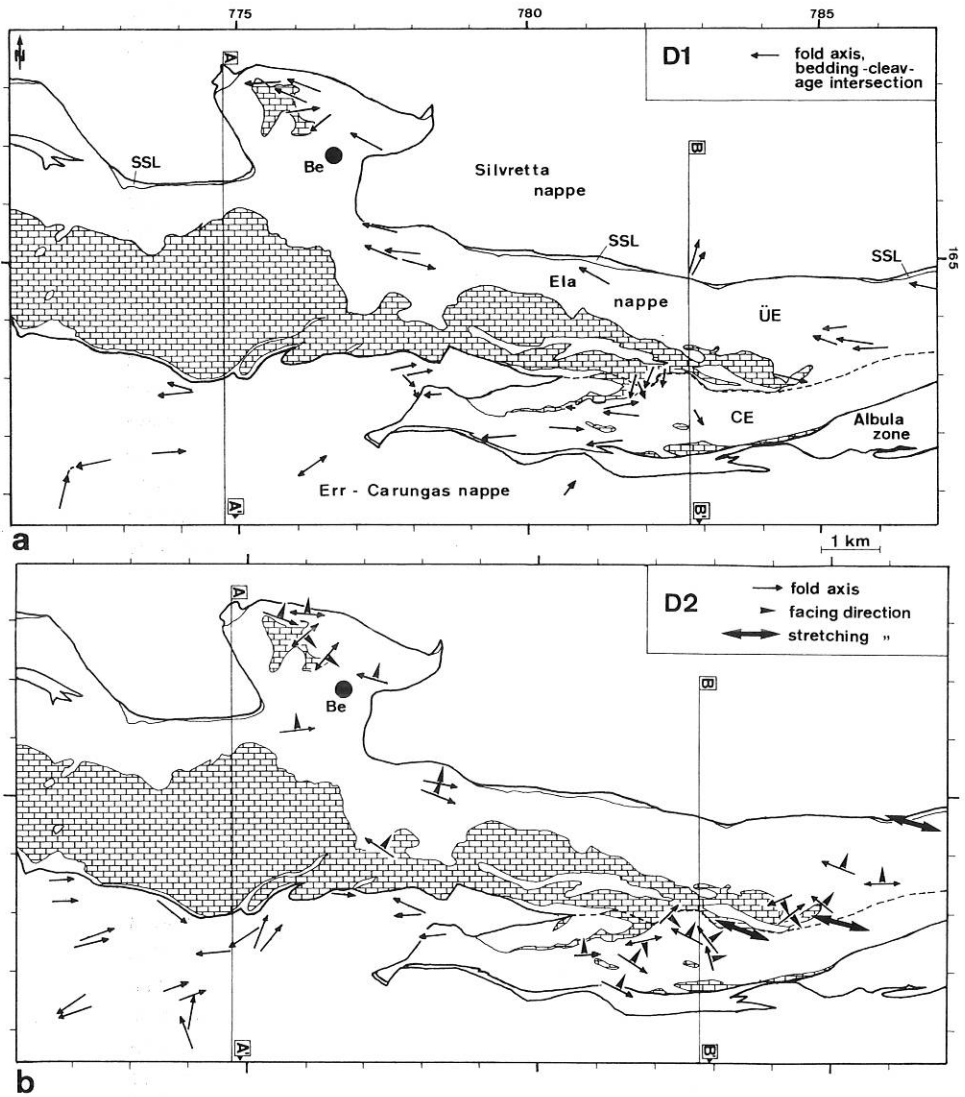 775
780
785
N
A
D1
fold axis,
bedding-cleav-
age intersection
SSL
Be
B
Silvretta
nappe
SSL
SSL
165
Ela
nappe
ÜE
CE
Albula
zone
Err - Carungas nappe
A'
B'
a
1 km
A
D2
fold axis
facing direction
stretching "
B
Be
A'
B'
b